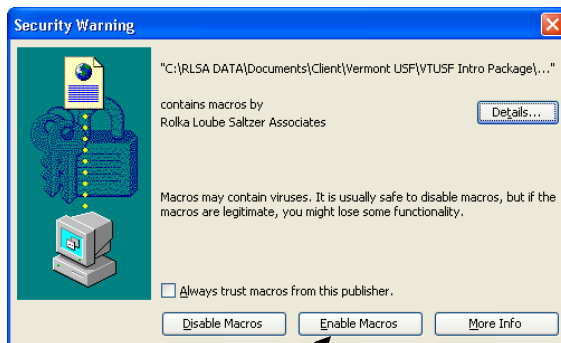 Security Warning
"C:\RLSA DATA\Documents\Client\Vermont USF\VTUSF Intro Package\..."
contains macros by
Rolka Loube Saltzer Associates
Details...
Macros may contain viruses. It is usually safe to disable macros, but if the
macros are legitimate, you might lose some functionality.
Always trust macros from this publisher.
Disable Macros
Enable Macros
More Info